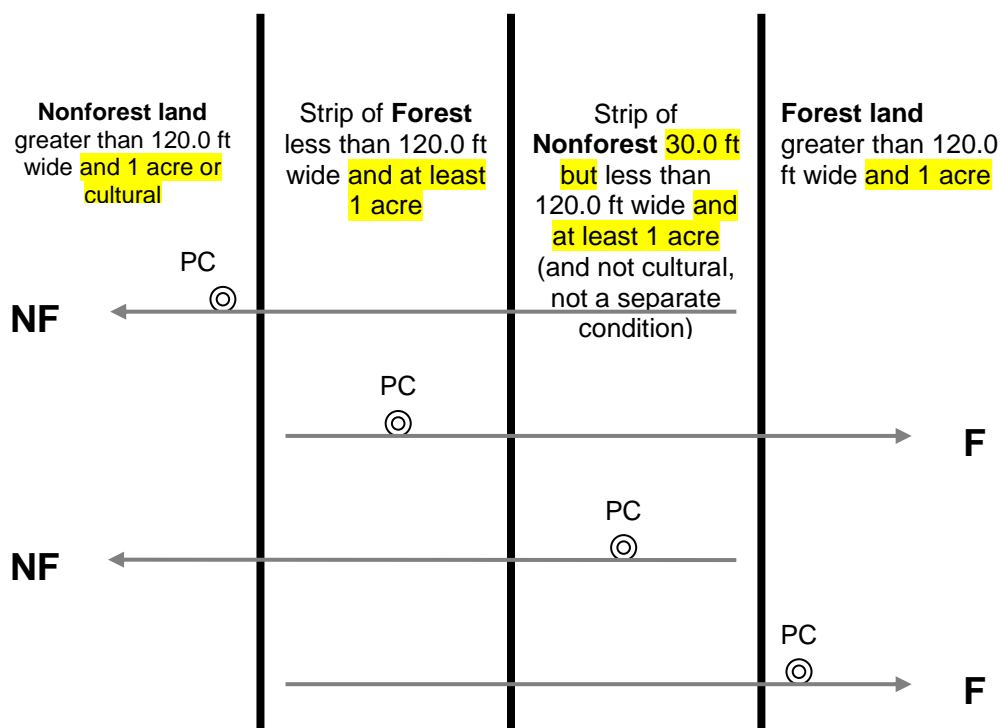 Nonforest land
greater than 120.0 ft
wide and 1 acre or
cultural
Strip of Forest
less than 120.0 ft
wide and at least
1 acre
Strip of
Nonforest 30.0 ft
but less than
120.0 ft wide and
at least 1 acre
(and not cultural,
not a separate
condition)
Forest land
greater than 120.0
ft wide and 1 acre
PC
NF
PC
F
PC
NF
PC
F